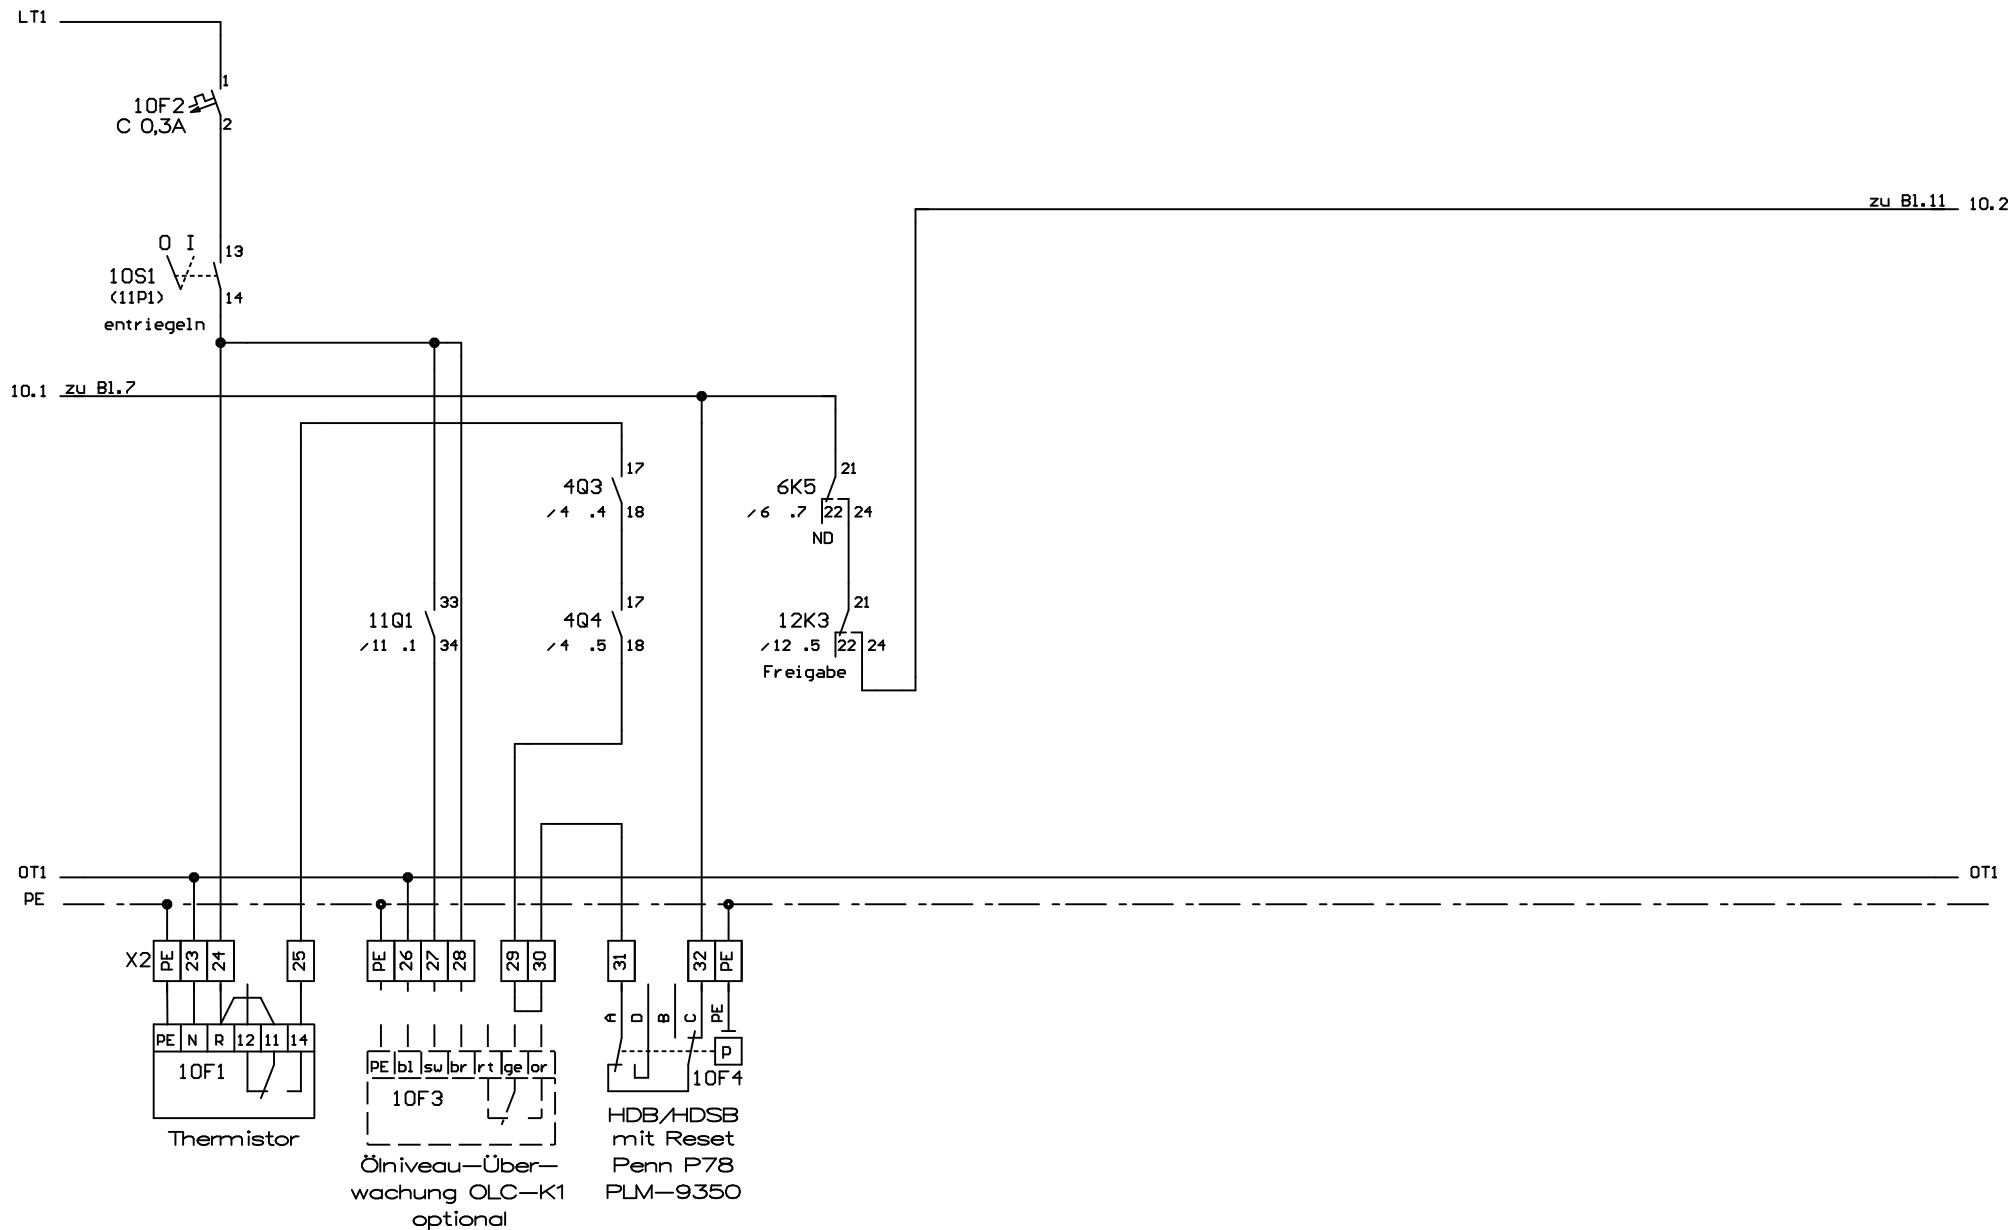 LT1
1
10F2
C 0,3A
2
zu Bl.11 10.2
O I
13
10S1
(11P1)
14
entriegeln
10.1 zu Bl.7
17
21
4Q3
6K5
/4 .4 18
/6 .7 22 24
ND
33
17
21
11Q1
4Q4
12K3
/11 .1 34
/4 .5 18
/12 .5 22 24
Freigabe
0T1
0T1
PE
X2 PE 23 24 25 PE 26 27 28 29 30 31 32 PE
A D B C PE
PE N R 12 11 14
P
PE bl sw br rt ge or
10F1
10F4
10F3
HDB/HDSB
mit Reset
Penn P78
PLM-9350
Thermistor
Ölniveau-Über-
wachung OLC-K1
optional